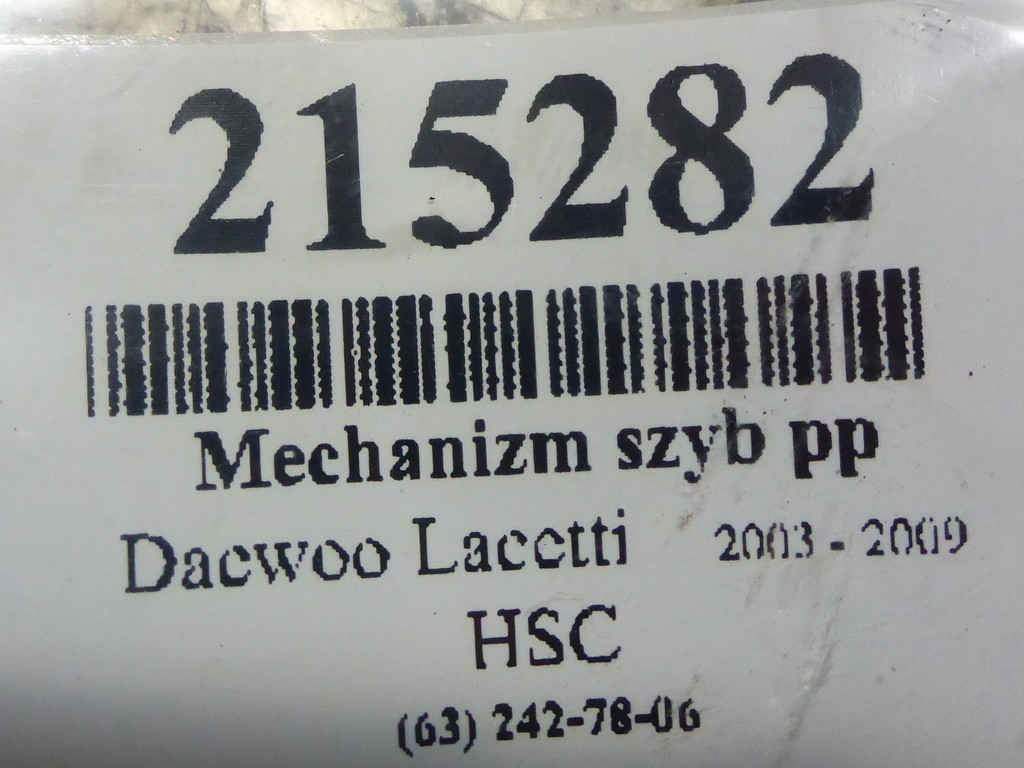 215282
Mechanizm szyb pp
Daewoo Lacetti 2003 - 2009
HSC
(63) 242-78-06